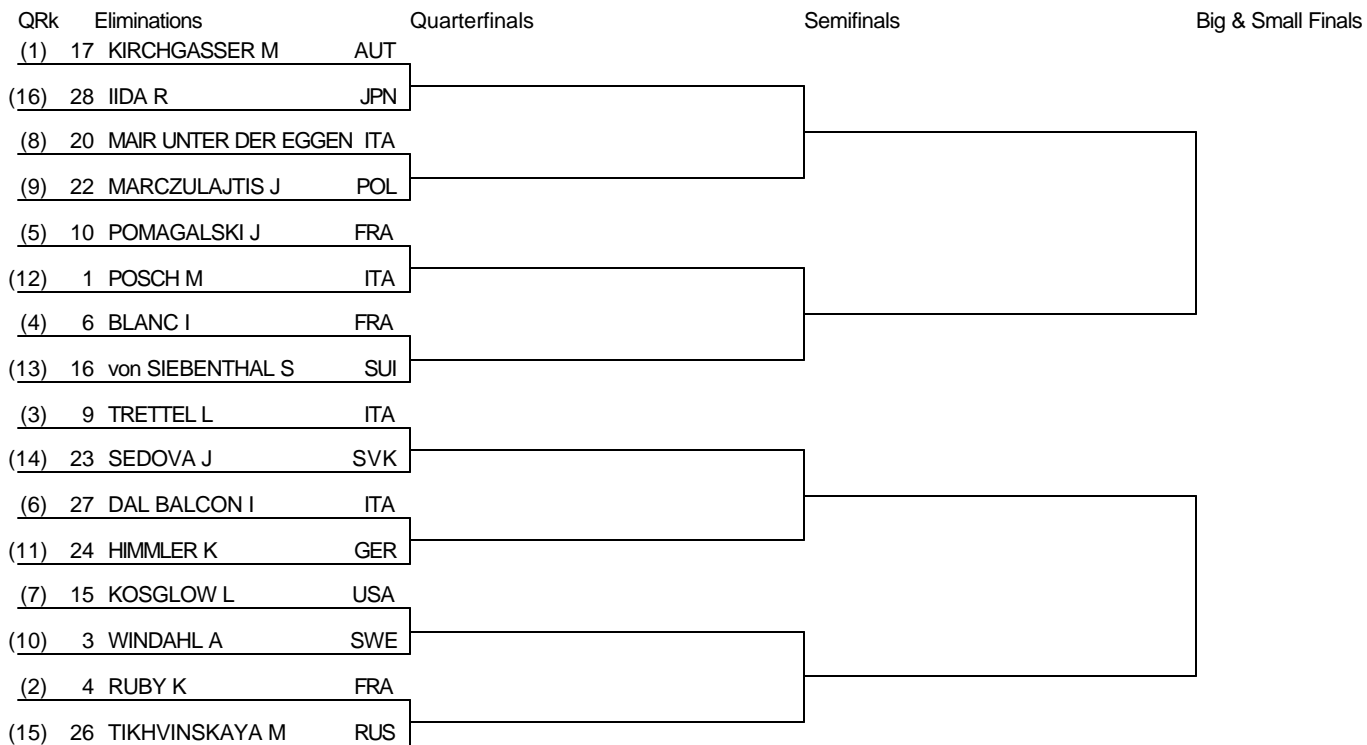 QRk Eliminations Quarterfinals Semifinals Big & Small Finals
(1) 17 KIRCHGASSER M AUT
(16) 28 IIDA R JPN
(8) 20 MAIR UNTER DER EGGEN ITA
(9) 22 MARCZULAJTIS J POL
(5) 10 POMAGALSKI J FRA
(12) 1 POSCH M ITA
(4) 6 BLANC I FRA
(13) 16 von SIEBENTHAL S SUI
(3) 9 TRETTEL L ITA
(14) 23 SEDOVA J SVK
(6) 27 DAL BALCON I ITA
(11) 24 HIMMLER K GER
(7) 15 KOSGLOW L USA
(10) 3 WINDAHL A SWE
(2) 4 RUBY K FRA
(15) 26 TIKHVINSKAYA M RUS